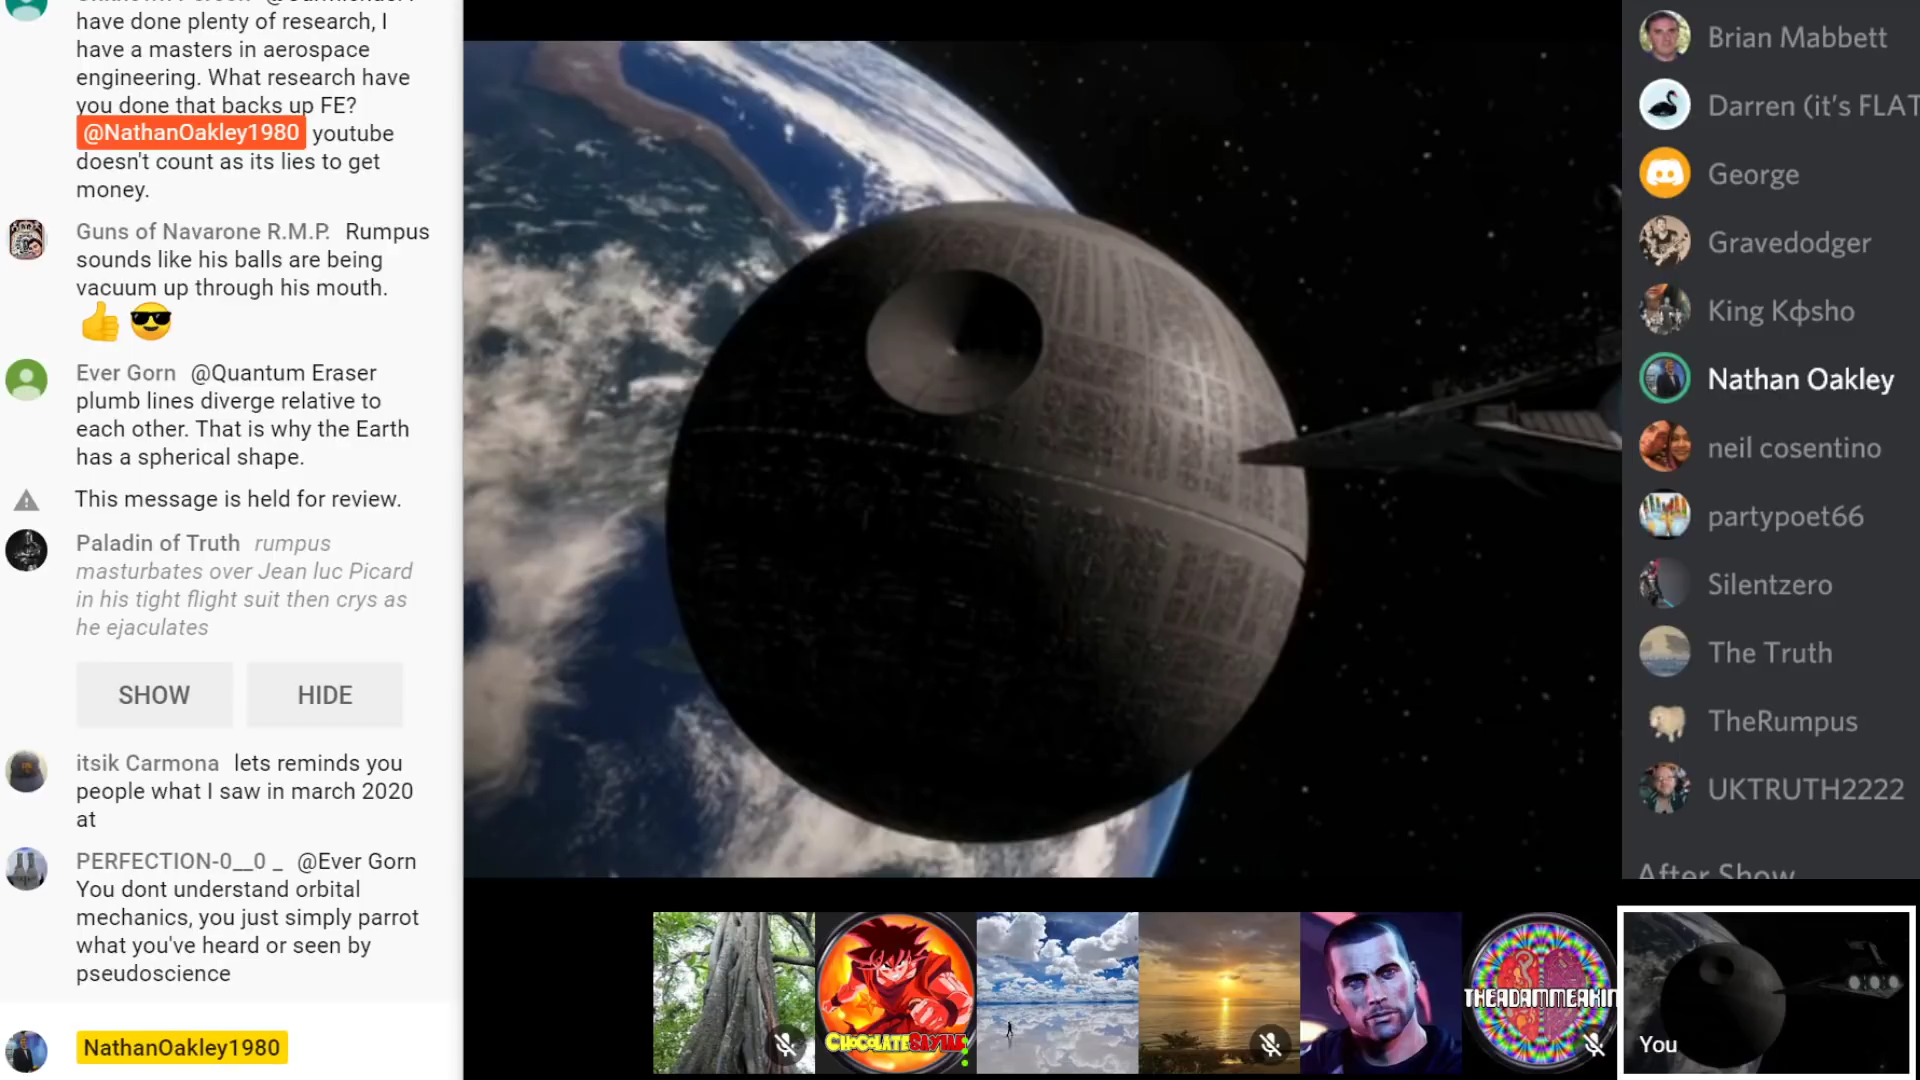 have done plenty of research, I
have a masters in aerospace
engineering. What research have
you done that backs up FE?
@NathanOakley1980 youtube
doesn't count as its lies to get
money.
Guns of Navarone R.M.P. Rumpus
sounds like his balls are being
vacuum up through his mouth.
Ever Gorn @Quantum Eraser
plumb lines diverge relative to
each other. That is why the Earth
has a spherical shape.
This message is held for review.
Paladin of Truth rumpus
masturbates over Jean luc Picard
in his tight flight suit then crys as
he ejaculates
SHOW
HIDE
itsik Carmona lets reminds you
people what I saw in march 2020
at
PERFECTION-0__0 _ @Ever Gorn
You dont understand orbital
mechanics, you just simply parrot
what you've heard or seen by
pseudoscience
NathanOakley1980
CHOCOLATE
THEADAMMEAKIN
You
Brian Mabbett
Darren (it's FLAT
George
Gravedodger
King Kфsho
Nathan Oakley
neil cosentino
partypoet66
Silentzero
The Truth
TheRumpus
UKTRUTH2222
After Show